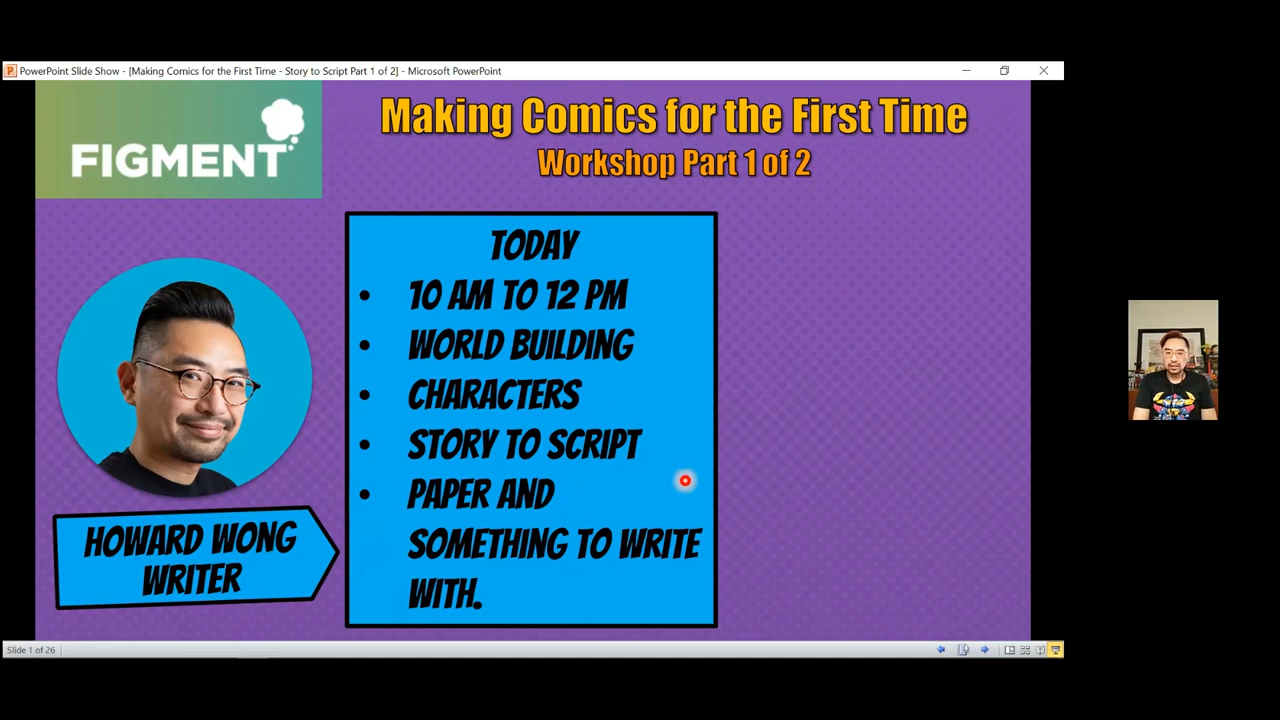 PowerPoint Slide Show - [Making Comics for the First Time - Story to Script Part 1 of 2] - Microsoft PowerPoint
FIGMENT
Making Comics for the First Time
Workshop Part 1 of 2
TODAY
• 10 AM TO 12 PM
• WORLD BUILDING
• CHARACTERS
• STORY TO SCRIPT
• PAPER AND
SOMETHING TO WRITE
WITH.
HOWARD WONG
WRITER
Slide 1 of 26